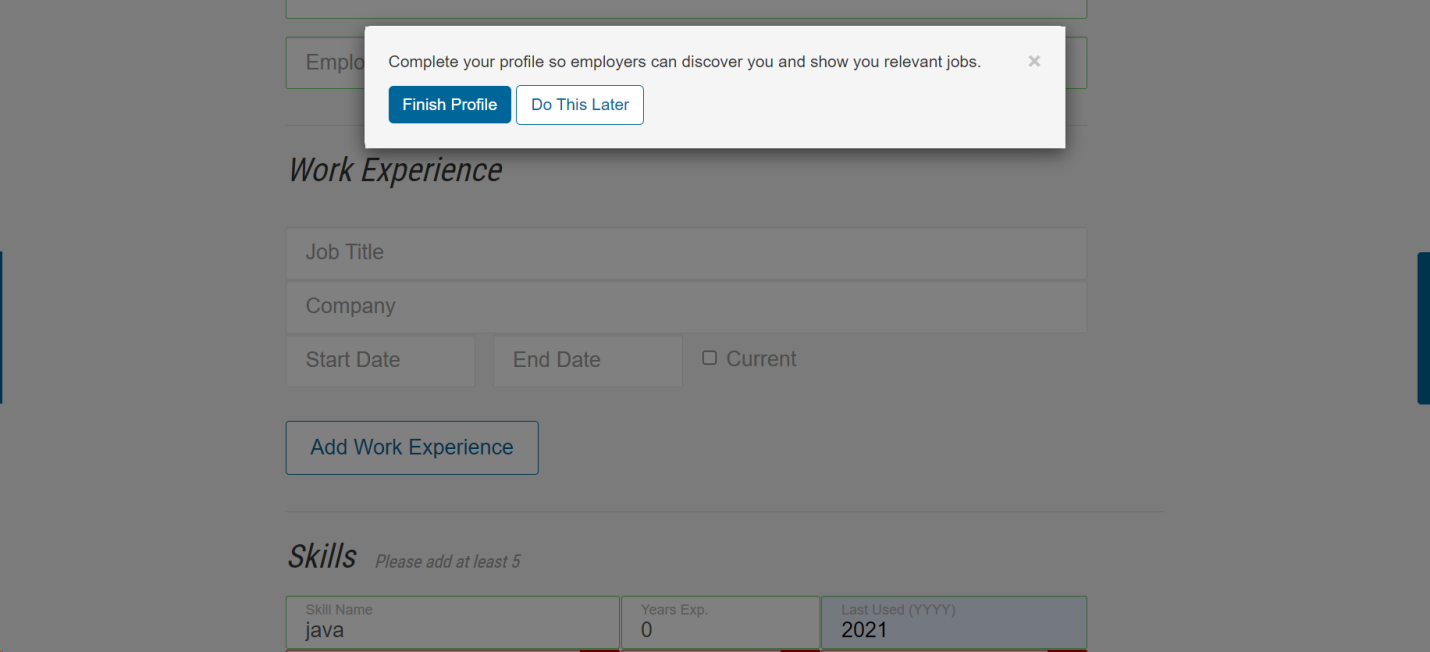 Complete your profile so employers can discover you and show you relevant jobs. ×
Finish Profile Do This Later
Work Experience
Job Title
Company
Start Date End Date Current
Add Work Experience
Skills Please add at least 5
Skill Name Years Exp. Last Used (YYYY)
java 0 2021